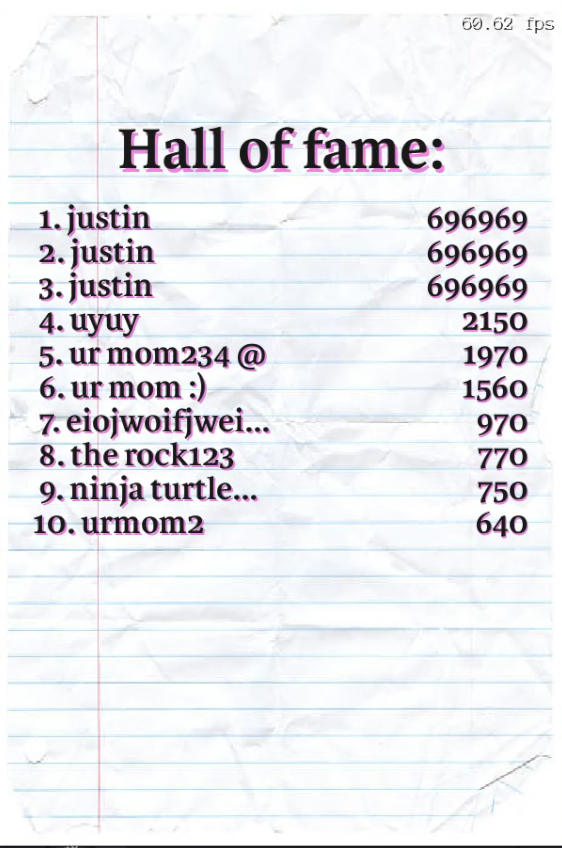 60.62 fps
Hall of fame:
1. justin 696969
2. justin 696969
3. justin 696969
4. uyuy 2150
5. ur mom234 @ 1970
6. ur mom :) 1560
7. eiojwoifjwei... 970
8. the rock123 770
9. ninja turtle... 750
10. urmom2 640